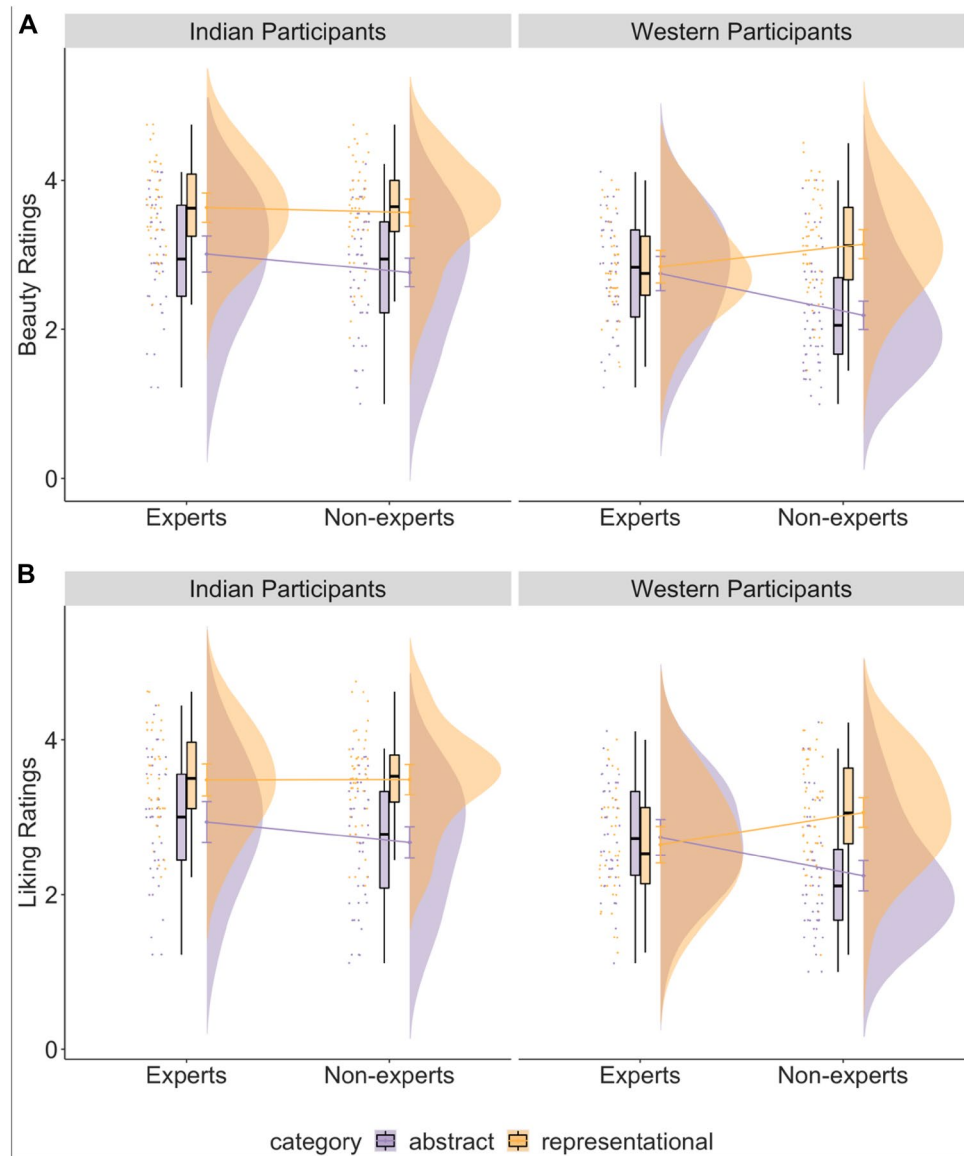 A
Indian Participants
Western Participants
Beauty Ratings
4
2
0
Experts
Non-experts
Experts
Non-experts
B
Indian Participants
Western Participants
Liking Ratings
4
2
0
Experts
Non-experts
Experts
Non-experts
category abstract representational